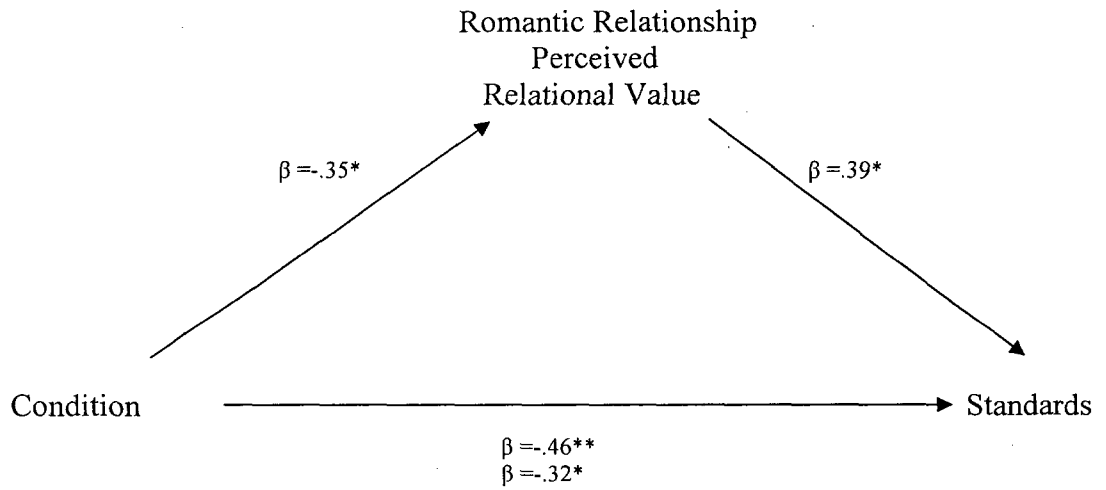 Romantic Relationship
Perceived
Relational Value
β =-.35*
β =.39*
Condition
Standards
β =-.46**
β =-.32*